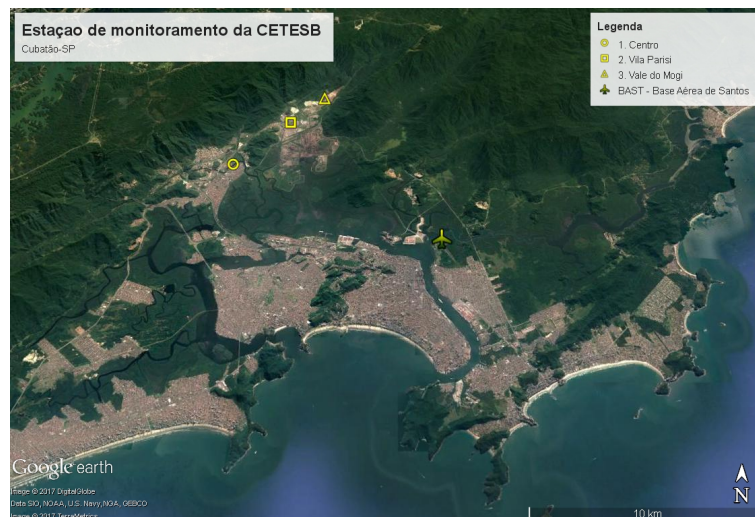 Estaçao de monitoramento da CETESB
Cubatão-SP
Legenda
1. Centro
2. Vila Parisi
3. Vale do Mogi
BAST - Base Aérea de Santos
Google earth
Image © 2017 DigitalGlobe
Data SIO, NOAA, U.S. Navy, NGA, GEBCO
Image © 2017 TerraMetrics
N
10 km